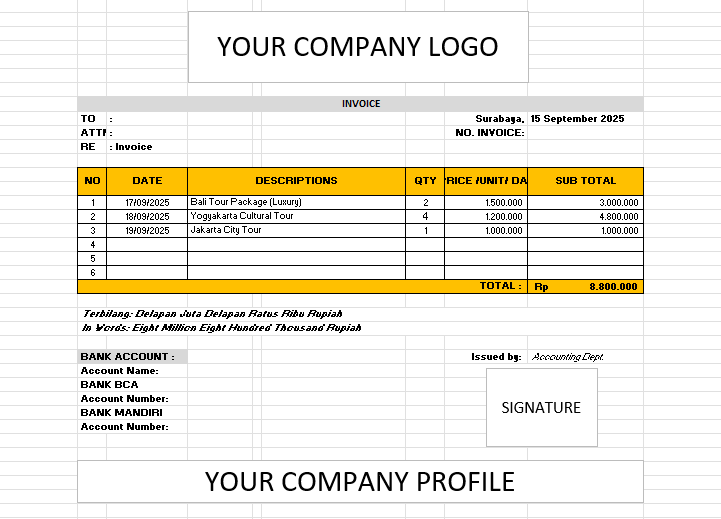 YOUR COMPANY LOGO
INVOICE
TO : Surabaya, 15 September 2025
ATTN : NO. INVOICE:
RE : Invoice
NO DATE DESCRIPTIONS QTY PRICE /UNIT/ DA SUB TOTAL
1 17/09/2025 Bali Tour Package (Luxury) 2 1.500.000 3.000.000
2 18/09/2025 Yogyakarta Cultural Tour 4 1.200.000 4.800.000
3 19/09/2025 Jakarta City Tour 1 1.000.000 1.000.000
4
5
6
TOTAL : Rp 8.800.000
Terbilang: Delapan Juta Delapan Ratus Ribu Rupiah
In Words: Eight Million Eight Hundred Thousand Rupiah
BANK ACCOUNT : Issued by: Accounting Dept.
Account Name:
BANK BCA
Account Number:
BANK MANDIRI
Account Number:
SIGNATURE
YOUR COMPANY PROFILE